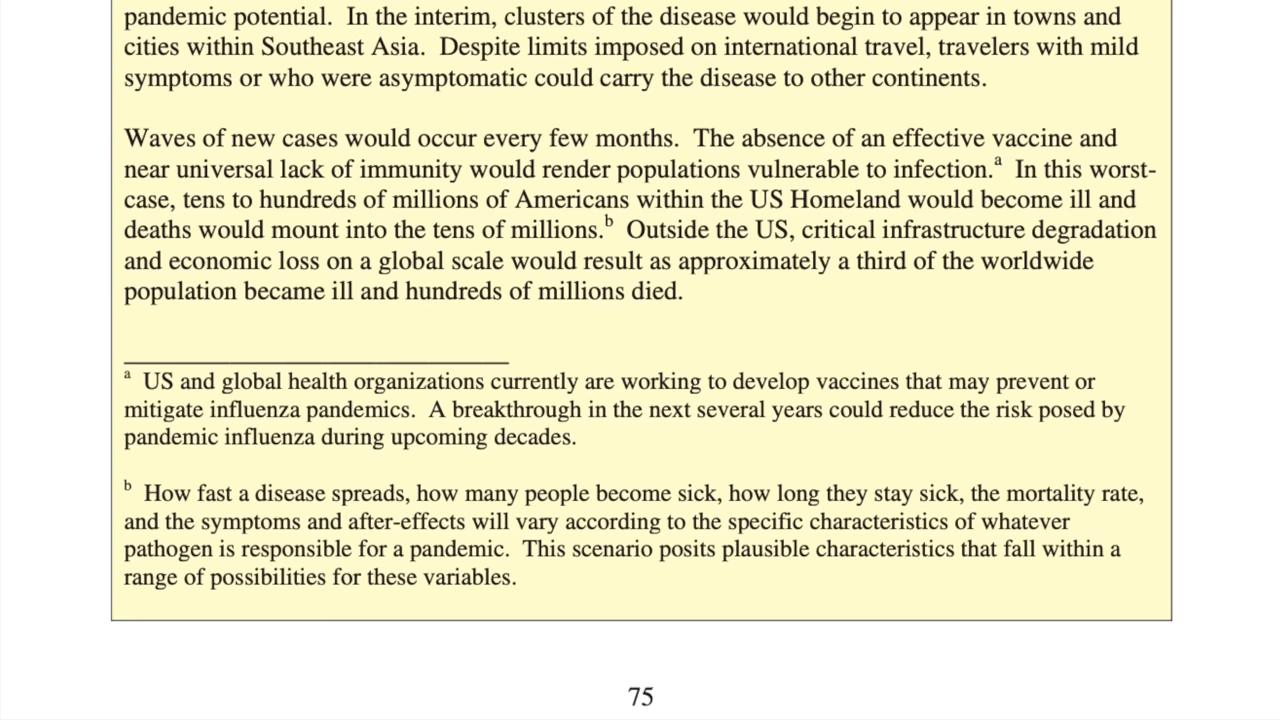 pandemic potential.  In the interim, clusters of the disease would begin to appear in towns and
cities within Southeast Asia.  Despite limits imposed on international travel, travelers with mild
symptoms or who were asymptomatic could carry the disease to other continents.
Waves of new cases would occur every few months.  The absence of an effective vaccine and
near universal lack of immunity would render populations vulnerable to infection.a  In this worst-
case, tens to hundreds of millions of Americans within the US Homeland would become ill and
deaths would mount into the tens of millions.b  Outside the US, critical infrastructure degradation
and economic loss on a global scale would result as approximately a third of the worldwide
population became ill and hundreds of millions died.
a  US and global health organizations currently are working to develop vaccines that may prevent or
mitigate influenza pandemics.  A breakthrough in the next several years could reduce the risk posed by
pandemic influenza during upcoming decades.
b  How fast a disease spreads, how many people become sick, how long they stay sick, the mortality rate,
and the symptoms and after-effects will vary according to the specific characteristics of whatever
pathogen is responsible for a pandemic.  This scenario posits plausible characteristics that fall within a
range of possibilities for these variables.
75